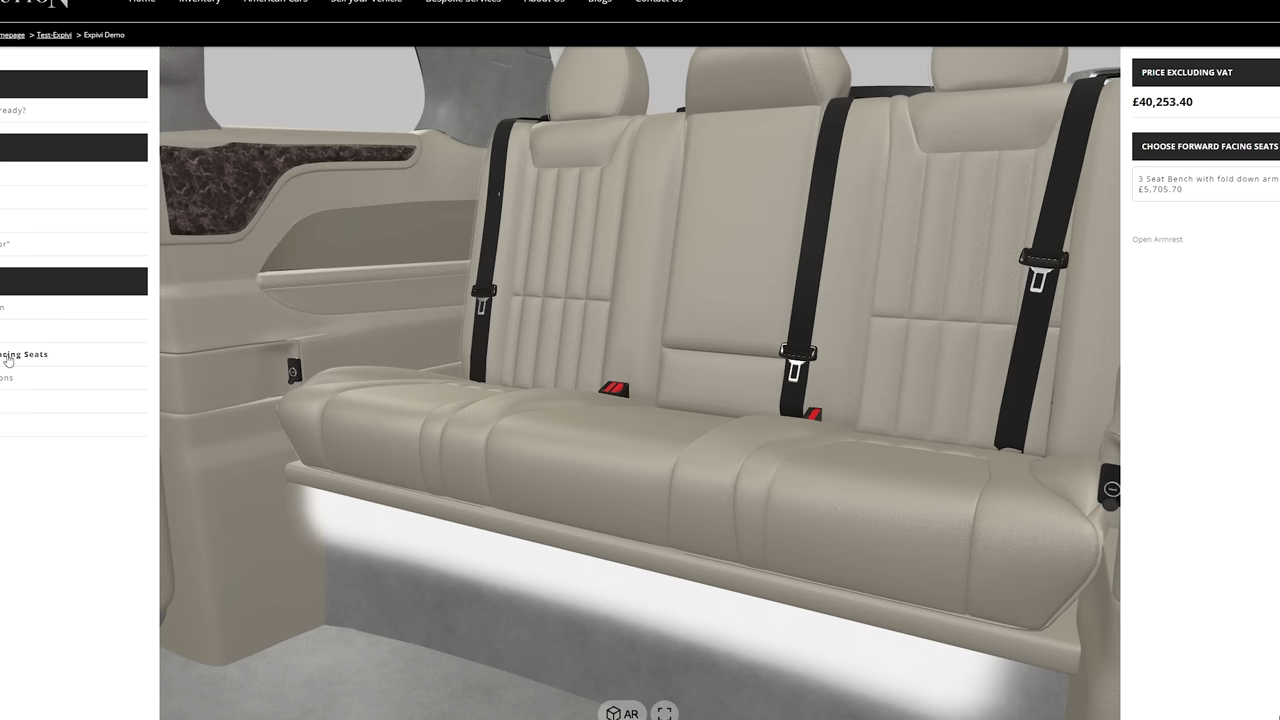 Home Inventory American Cars Sell your Vehicle Bespoke Services About Us Blogs Contact Us
> Test-Expivi > Expivi Demo
Seats
PRICE EXCLUDING VAT
£40,253.40
CHOOSE FORWARD FACING SEATS
3 Seat Bench with fold down arm
£5,705.70
Open Armrest
AR